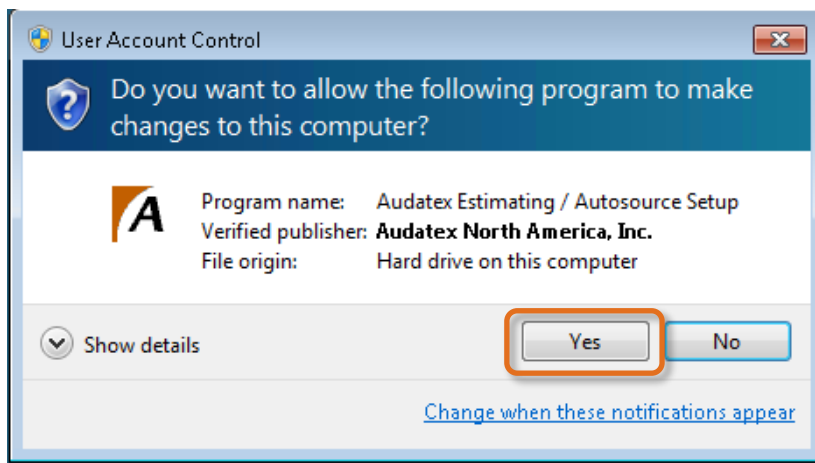 User Account Control
Do you want to allow the following program to make
changes to this computer?
A
Program name: Audatex Estimating / Autosource Setup
Verified publisher: Audatex North America, Inc.
File origin: Hard drive on this computer
Show details
Yes
No
Change when these notifications appear